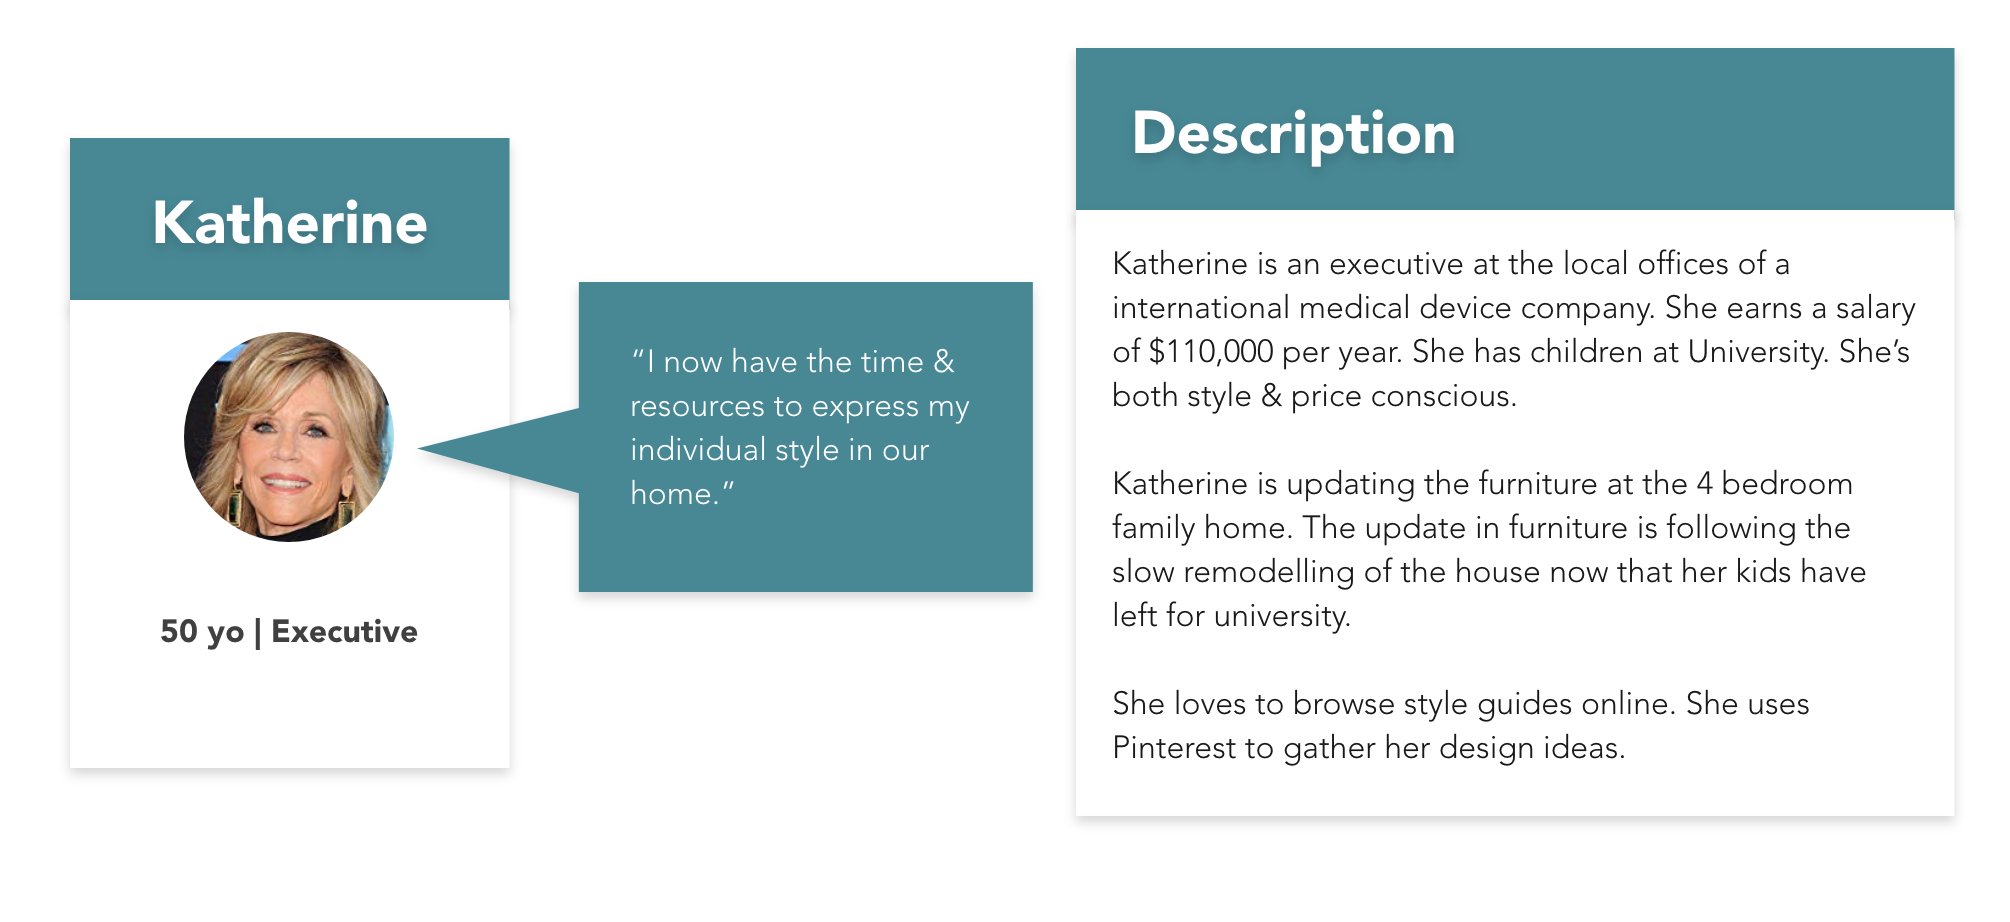 Katherine
50 yo | Executive
“I now have the time &
resources to express my
individual style in our
home.”
Description
Katherine is an executive at the local offices of a
international medical device company. She earns a salary
of $110,000 per year. She has children at University. She’s
both style & price conscious.
Katherine is updating the furniture at the 4 bedroom
family home. The update in furniture is following the
slow remodelling of the house now that her kids have
left for university.
She loves to browse style guides online. She uses
Pinterest to gather her design ideas.